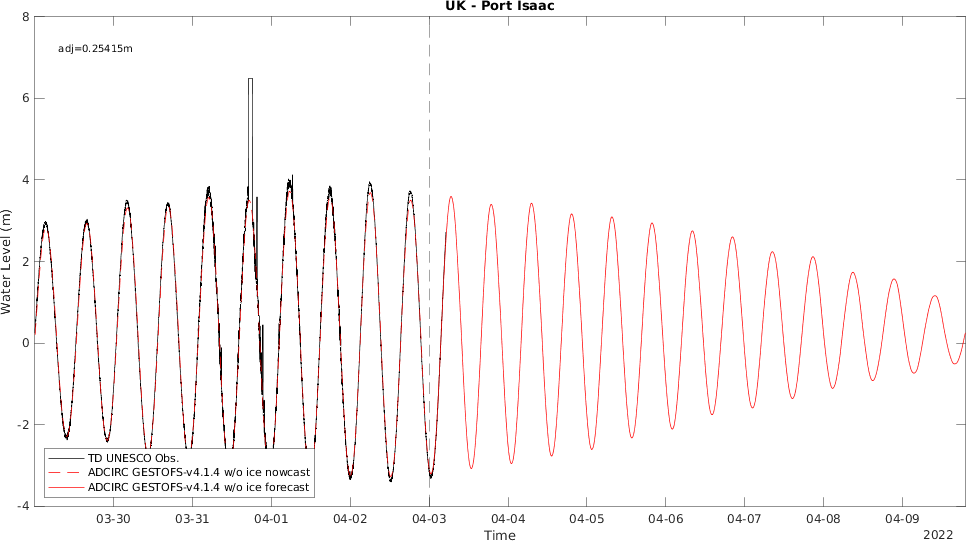 UK - Port Isaac
adj=0.25415m
8
6
4
2
0
-2
-4
Water Level (m)
TD UNESCO Obs.
ADCIRC GESTOFS-v4.1.4 w/o ice nowcast
ADCIRC GESTOFS-v4.1.4 w/o ice forecast
03-30 03-31 04-01 04-02 04-03 04-04 04-05 04-06 04-07 04-08 04-09
Time
2022